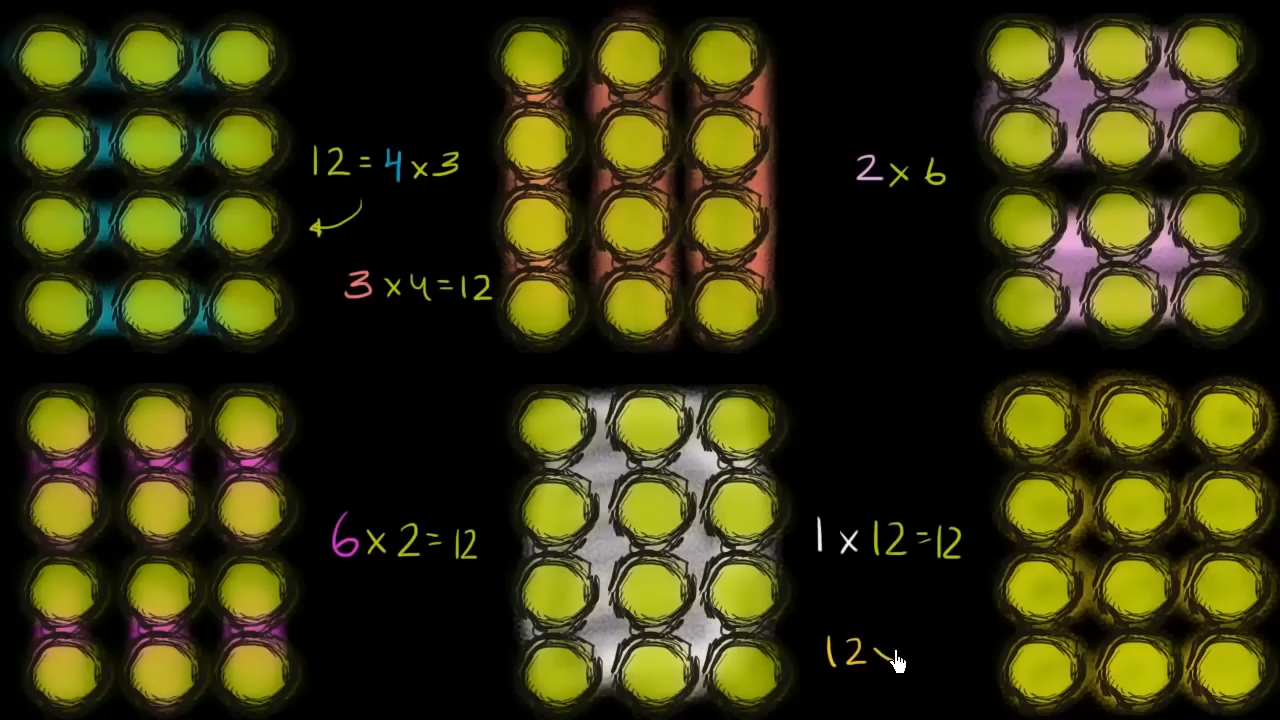 12 = 4 x 3
3 x 4 = 12
2 x 6
6 x 2 = 12
1 x 12 = 12
12